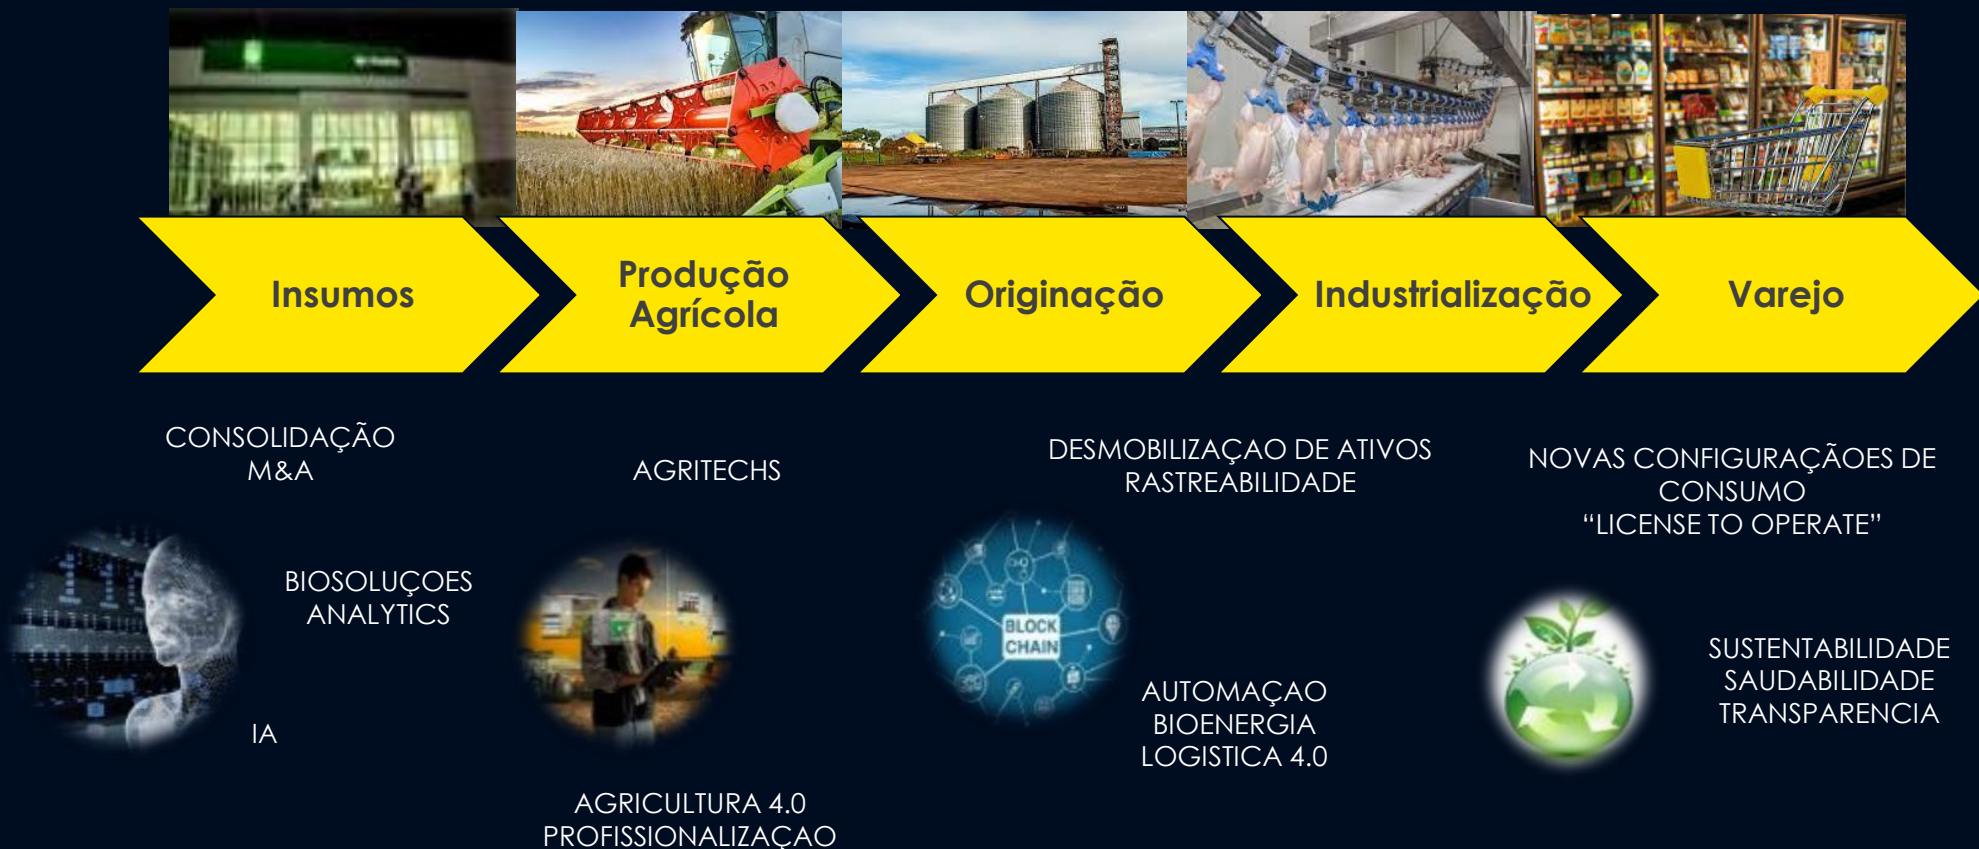 Insumos
Produção
Agrícola
Originação
Industrialização
Varejo
CONSOLIDAÇÃO
M&A
BIOSOLUÇOES
ANALYTICS
IA
AGRITECHS
AGRICULTURA 4.0
PROFISSIONALIZAÇAO
DESMOBILIZAÇAO DE ATIVOS
RASTREABILIDADE
BLOCK
CHAIN
AUTOMAÇAO
BIOENERGIA
LOGISTICA 4.0
NOVAS CONFIGURAÇÃOES DE
CONSUMO
“LICENSE TO OPERATE”
SUSTENTABILIDADE
SAUDABILIDADE
TRANSPARENCIA